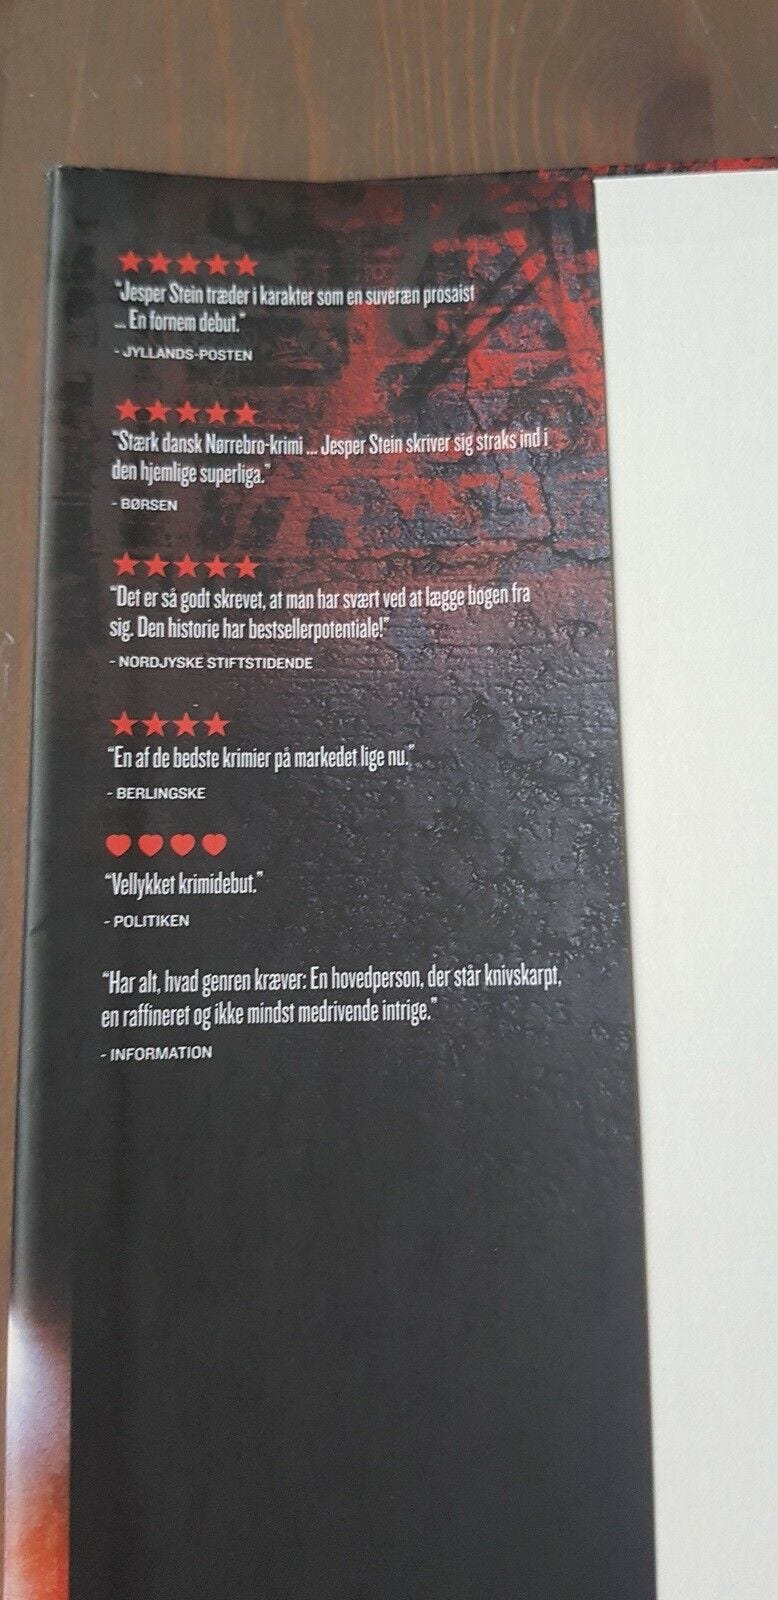 ★★★★★
"Jesper Stein træder i karakter som en suveræn prosaist
... En fornem debut."
- JYLLANDS-POSTEN
★★★★★
"Stærk dansk Nørrebro-krimi ... Jesper Stein skriver sig straks ind i
den hjemlige superliga."
- BØRSEN
★★★★★
"Det er så godt skrevet, at man har svært ved at lægge bogen fra
sig. Den historie har bestsellerpotentiale!"
- NORDJYSKE STIFTSTIDENDE
★★★★
"En af de bedste krimier på markedet lige nu."
- BERLINGSKE
♥♥♥♥
"Vellykket krimidebut."
- POLITIKEN
"Har alt, hvad genren kræver: En hovedperson, der står knivskarpt,
en raffineret og ikke mindst medrivende intrige."
- INFORMATION